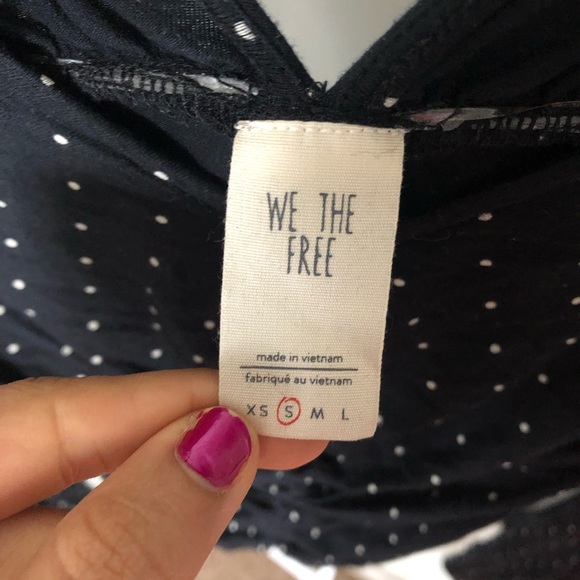 WE THE
FREE
made in vietnam
fabriqué au vietnam
XS S M L